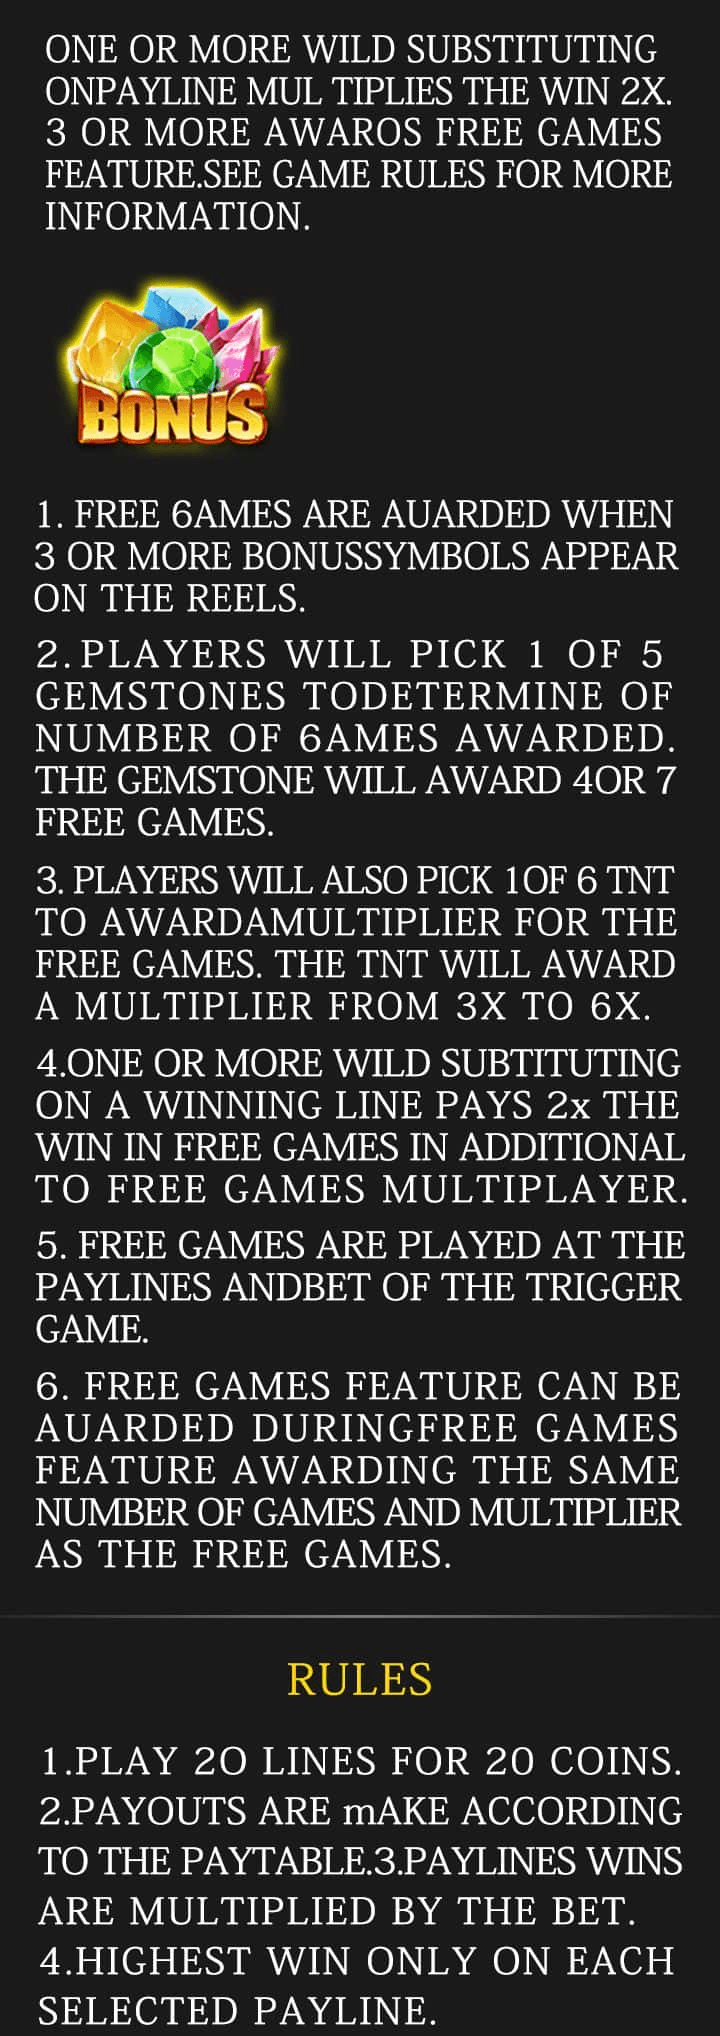 ONE OR MORE WILD SUBSTITUTING
ONPAYLINE MUL TIPLIES THE WIN 2X.
3 OR MORE AWAROS FREE GAMES
FEATURE.SEE GAME RULES FOR MORE
INFORMATION.
BONUS
1. FREE 6AMES ARE AUARDED WHEN
3 OR MORE BONUSSYMBOLS APPEAR
ON THE REELS.
2. PLAYERS WILL PICK 1 OF 5
GEMSTONES TODETERMINE OF
NUMBER OF 6AMES AWARDED.
THE GEMSTONE WILL AWARD 4OR 7
FREE GAMES.
3. PLAYERS WILL ALSO PICK 1OF 6 TNT
TO AWARDAMULTIPLIER FOR THE
FREE GAMES. THE TNT WILL AWARD
A MULTIPLIER FROM 3X TO 6X.
4.ONE OR MORE WILD SUBTITUTING
ON A WINNING LINE PAYS 2x THE
WIN IN FREE GAMES IN ADDITIONAL
TO FREE GAMES MULTIPLAYER.
5. FREE GAMES ARE PLAYED AT THE
PAYLINES ANDBET OF THE TRIGGER
GAME.
6. FREE GAMES FEATURE CAN BE
AUARDED DURINGFREE GAMES
FEATURE AWARDING THE SAME
NUMBER OF GAMES AND MULTIPLIER
AS THE FREE GAMES.
RULES
1.PLAY 2O LINES FOR 20 COINS.
2.PAYOUTS ARE mAKE ACCORDING
TO THE PAYTABLE.3.PAYLINES WINS
ARE MULTIPLIED BY THE BET.
4.HIGHEST WIN ONLY ON EACH
SELECTED PAYLINE.